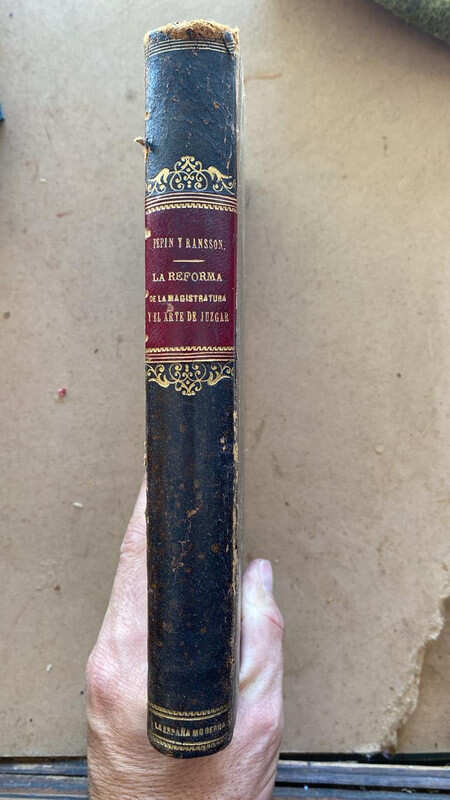 PEPIN Y RANSSON.
LA REFORMA
DE LA MAGISTRATURA
Y EL ARTE DE JUZGAR
LA ESPAÑA MODERNA